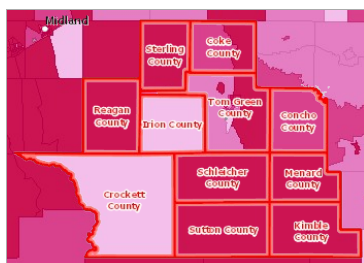 Midland
Sterling
County
Coke
County
Reagan
County
Irion County
Tom Green
County
Concho
County
Schleicher
County
Menard
County
Crockett
County
Sutton County
Kimble
County